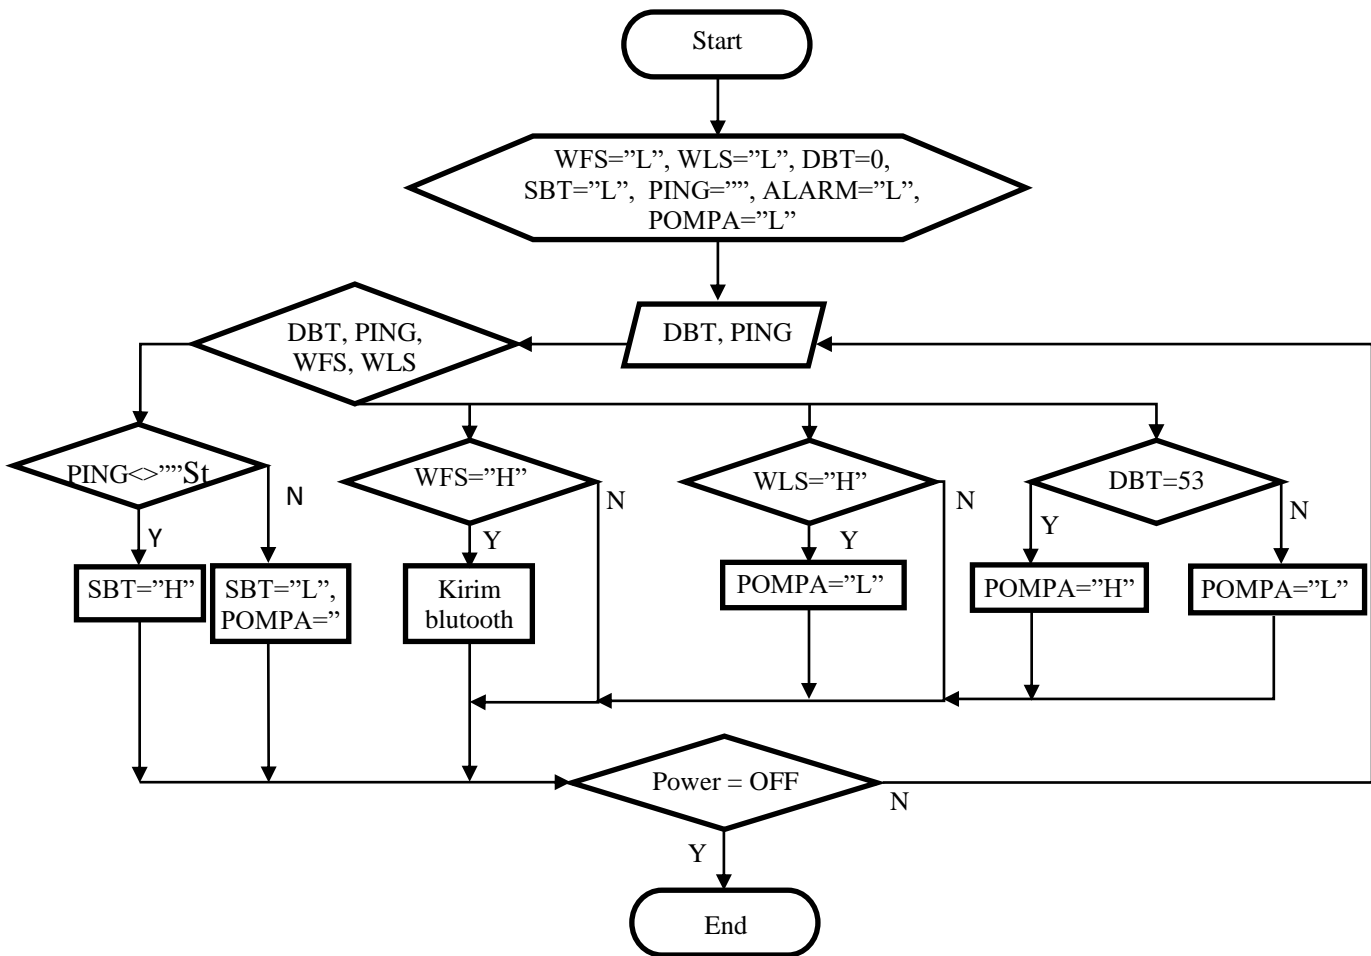 Start
WFS=”L”, WLS=”L”, DBT=0,
SBT=”L”, PING=””, ALARM=”L”,
POMPA=”L”
DBT, PING,
WFS, WLS
DBT, PING
PING<>””St
N
Y
WFS=”H”
N
Y
WLS=”H”
N
Y
DBT=53
Y
N
SBT=”H”
SBT=”L”,
POMPA=”
Kirim
blutooth
POMPA=”L”
POMPA=”H”
POMPA=”L”
Power = OFF
N
Y
End